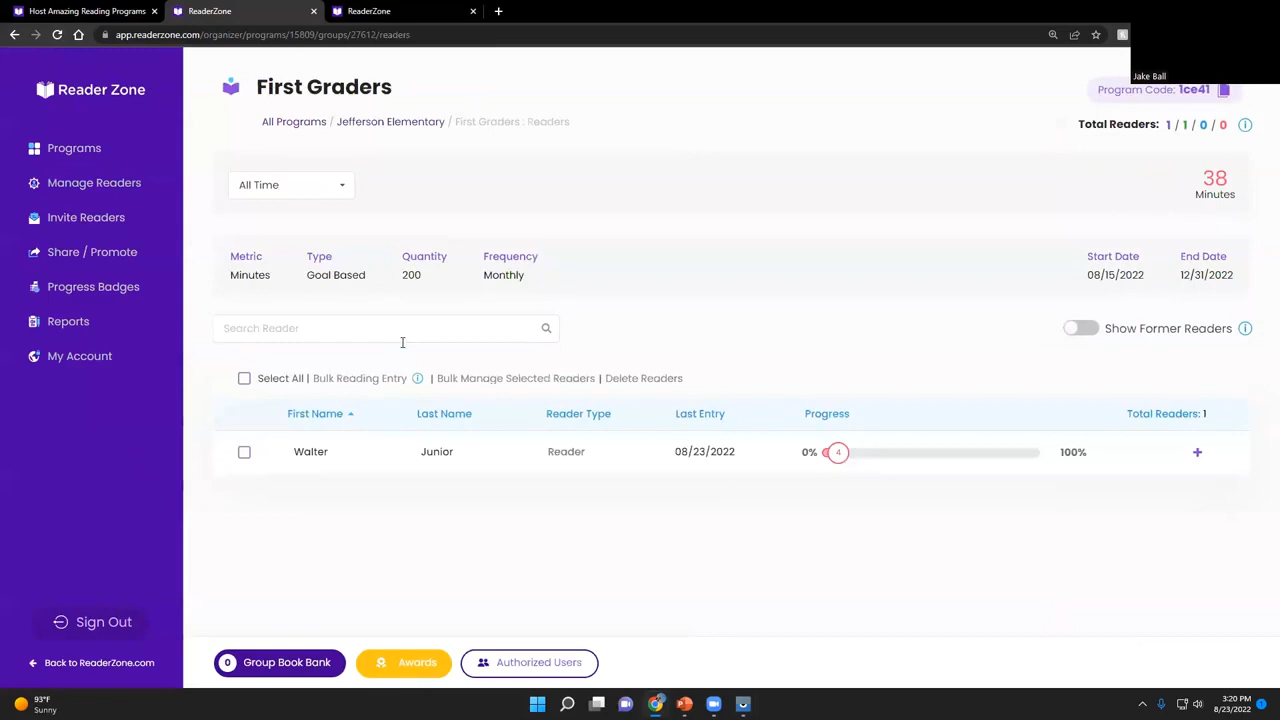 Host Amazing Reading Programs
ReaderZone
ReaderZone
app.readerzone.com/organizer/programs/15809/groups/27612/readers
Jake Ball
Reader Zone
Programs
Manage Readers
Invite Readers
Share / Promote
Progress Badges
Reports
My Account
Sign Out
Back to ReaderZone.com
First Graders
Program Code: 1ce41
All Programs / Jefferson Elementary / First Graders : Readers
Total Readers: 1 / 1 / 0 / 0
All Time
38
Minutes
Metric Type Quantity Frequency Start Date End Date
Minutes Goal Based 200 Monthly 08/15/2022 12/31/2022
Search Reader
Show Former Readers
Select All | Bulk Reading Entry | Bulk Manage Selected Readers | Delete Readers
First Name Last Name Reader Type Last Entry Progress Total Readers: 1
Walter Junior Reader 08/23/2022 0% 4 100%
0 Group Book Bank Awards Authorized Users
93°F
Sunny
3:20 PM
8/23/2022